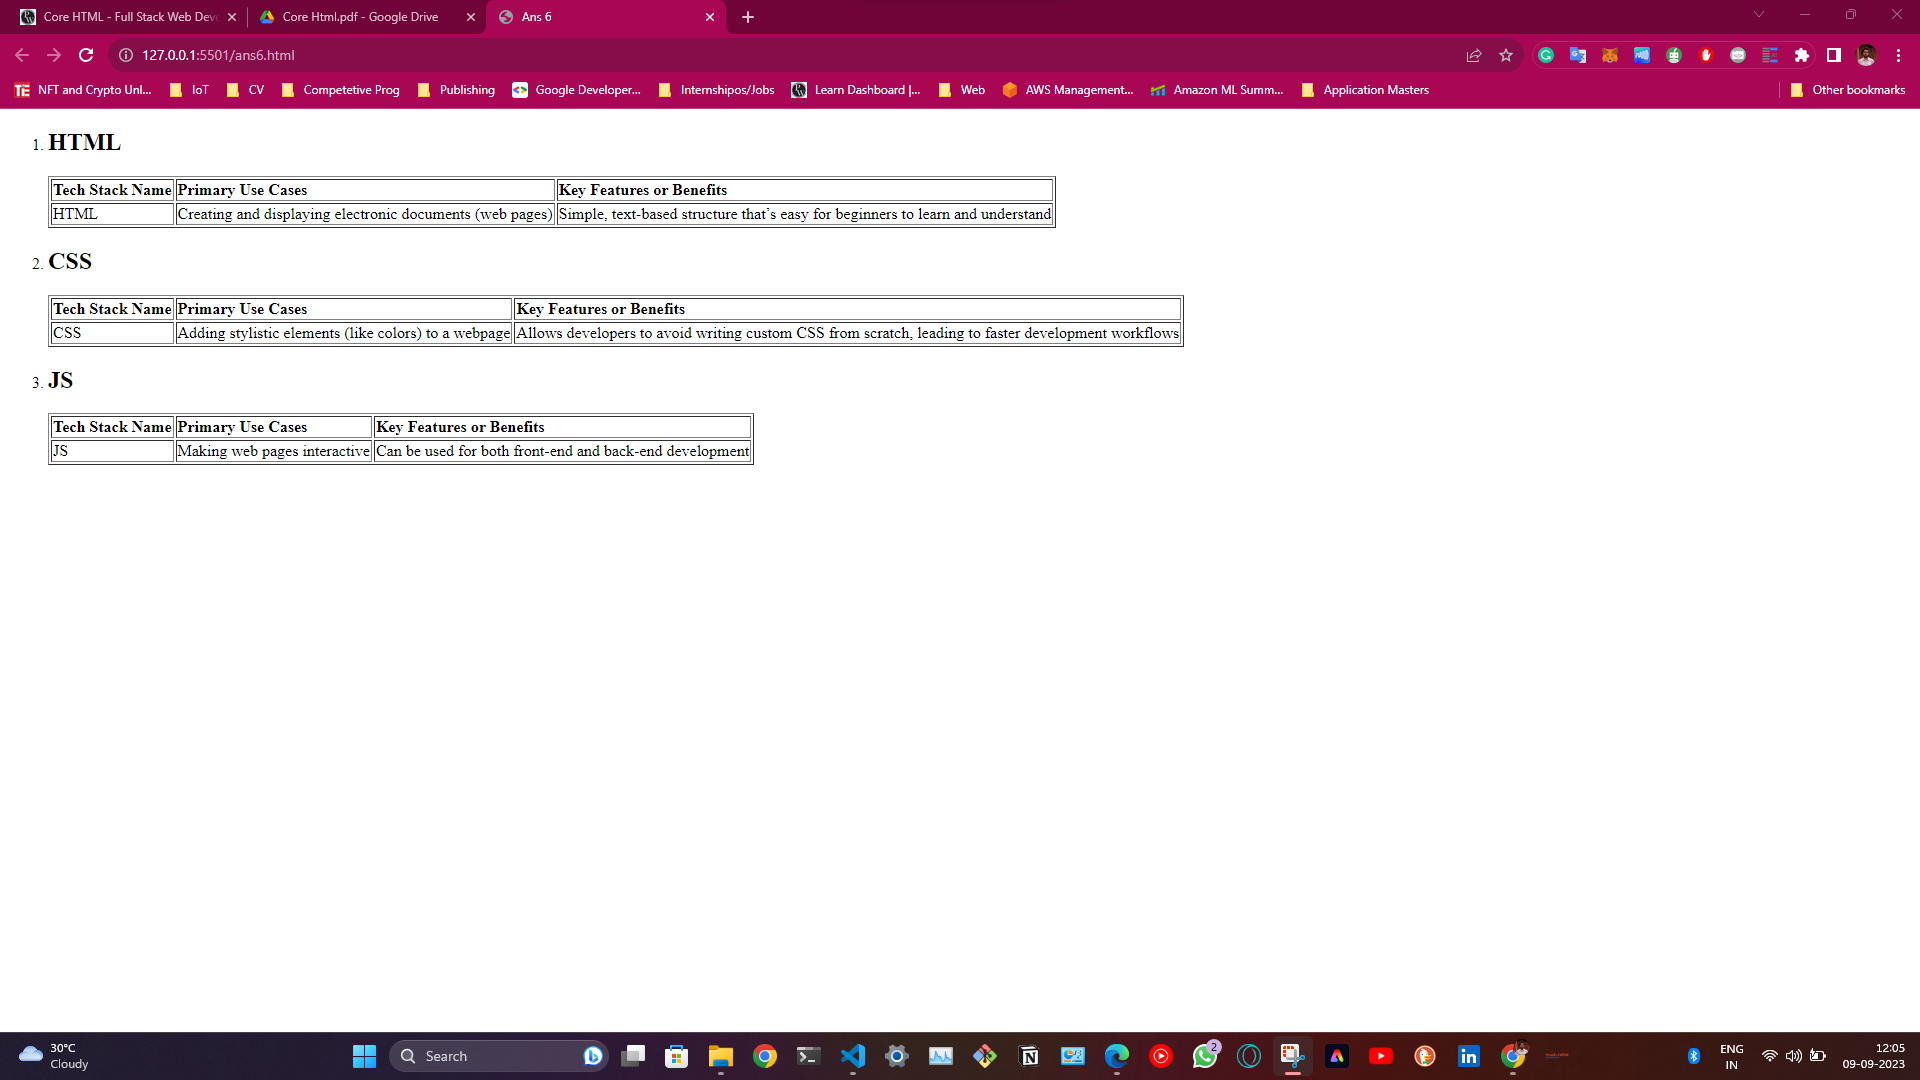 Core HTML - Full Stack Web Deve
Core Html.pdf - Google Drive
Ans 6
127.0.0.1:5501/ans6.html
NFT and Crypto Unl...
IoT
CV
Competetive Prog
Publishing
Google Developer...
Internshipos/Jobs
Learn Dashboard |...
Web
AWS Management...
Amazon ML Summ...
Application Masters
Other bookmarks
1. HTML
Tech Stack Name Primary Use Cases Key Features or Benefits
HTML Creating and displaying electronic documents (web pages) Simple, text-based structure that’s easy for beginners to learn and understand
2. CSS
Tech Stack Name Primary Use Cases Key Features or Benefits
CSS Adding stylistic elements (like colors) to a webpage Allows developers to avoid writing custom CSS from scratch, leading to faster development workflows
3. JS
Tech Stack Name Primary Use Cases Key Features or Benefits
JS Making web pages interactive Can be used for both front-end and back-end development
30°C
Cloudy
Search
2
ENG
IN
12:05
09-09-2023